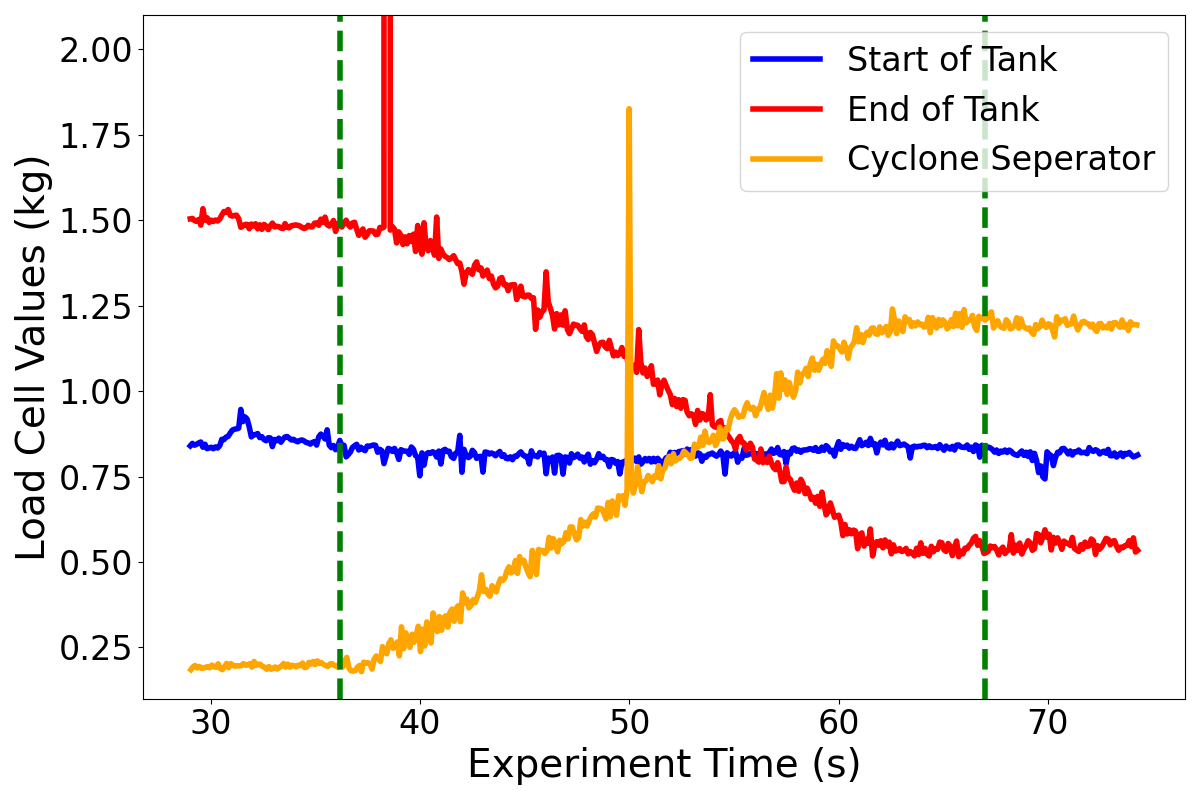 Load Cell Values (kg)
2.00
1.75
1.50
1.25
1.00
0.75
0.50
0.25
Start of Tank
End of Tank
Cyclone Seperator
30 40 50 60 70
Experiment Time (s)